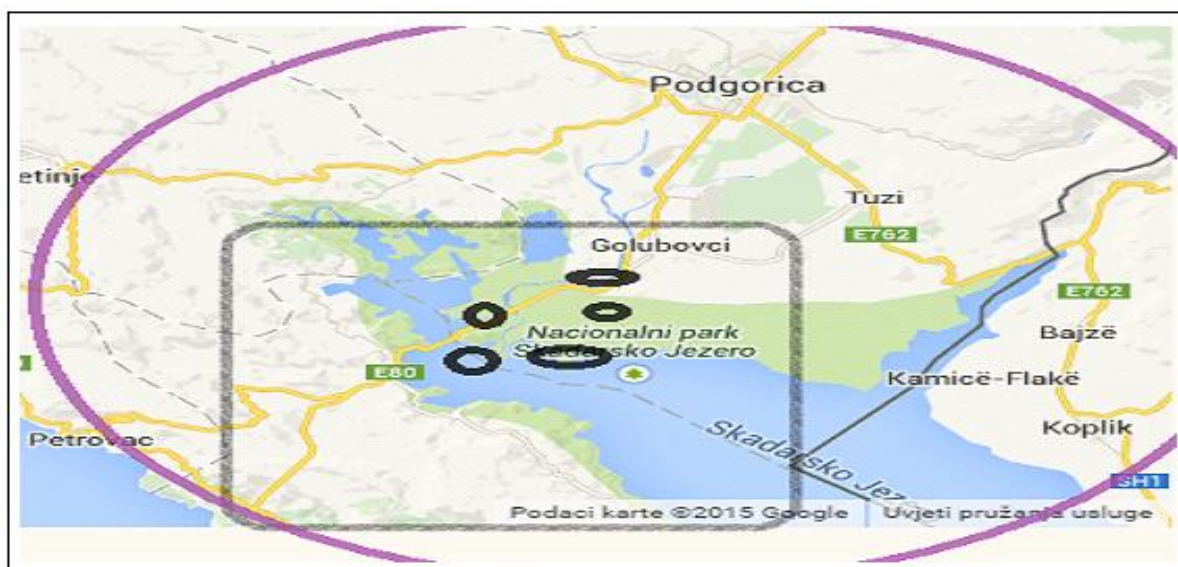 Podgorica
etinje
Tuzi
E762
Golubovci
E762
Nacionalni park
Skadarsko Jezero
Bajzë
E80
Kamicë-Flakë
Koplik
Petrovac
Skadarsko Jezero
SH1
Podaci karte ©2015 Google
Uvjeti pružanja usluge